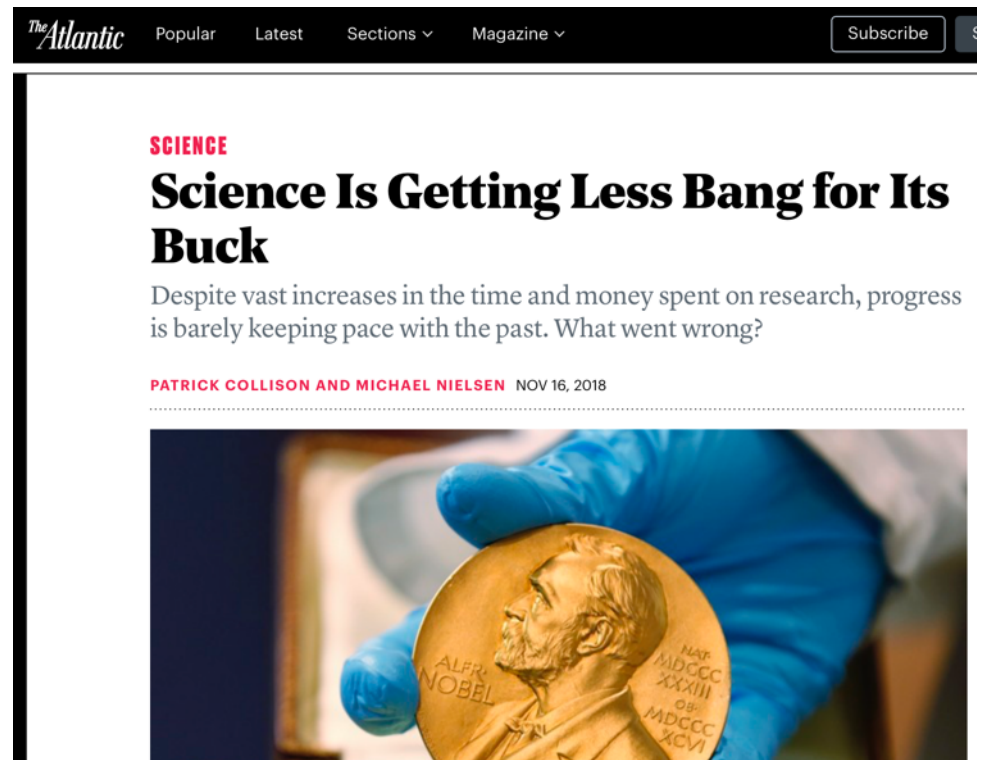 The Atlantic Popular Latest Sections Magazine Subscribe S
SCIENCE
Science Is Getting Less Bang for Its
Buck
Despite vast increases in the time and money spent on research, progress
is barely keeping pace with the past. What went wrong?
PATRICK COLLISON AND MICHAEL NIELSEN NOV 16, 2018
ALFR·
NOBEL
NAT·
MDCCC
XXXIII
OB·
MDCCC
XCVI